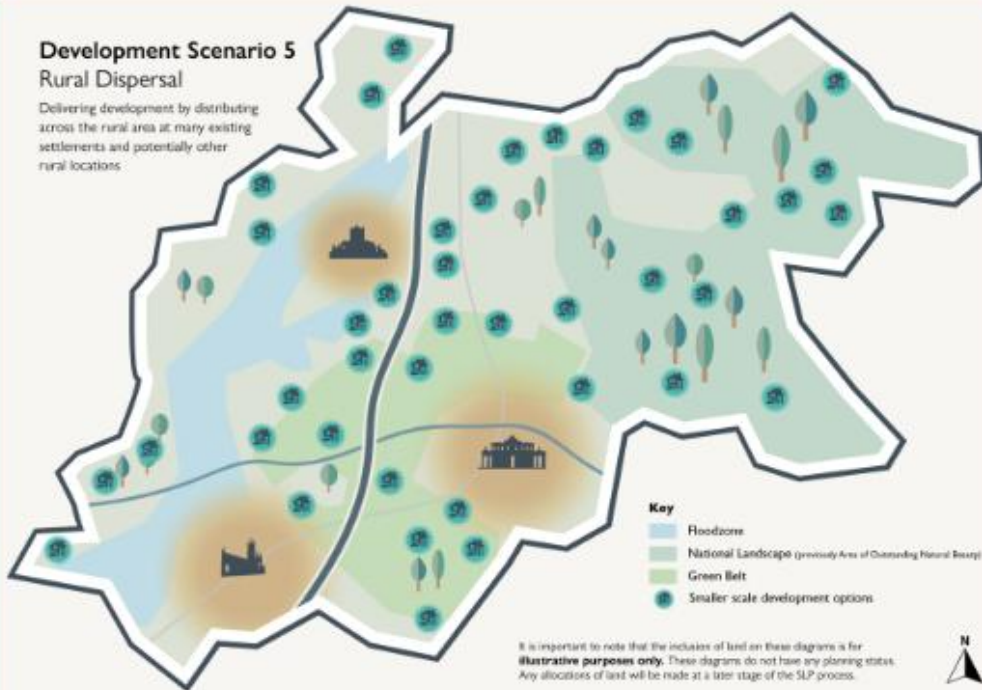 Development Scenario 5
Rural Dispersal
Delivering development by distributing
across the rural area at many existing
settlements and potentially other
rural locations
Key
Floodzone
National Landscape (previously Area of Outstanding Natural Beauty)
Green Belt
Smaller scale development options
It is important to note that the inclusion of land on these diagrams is for
illustrative purposes only. These diagrams do not have any planning status.
Any allocations of land will be made at a later stage of the SLP process.
N